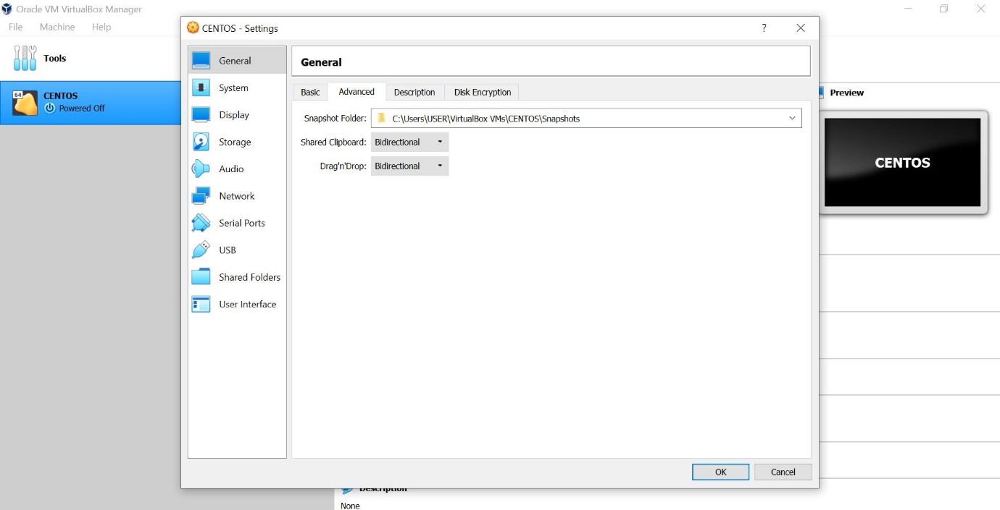 Oracle VM VirtualBox Manager
File Machine Help
Tools
64
CENTOS
Powered Off
CENTOS - Settings
?
General
System
Display
Storage
Audio
Network
Serial Ports
USB
Shared Folders
User Interface
General
Basic Advanced Description Disk Encryption
Snapshot Folder: C:\Users\USER\VirtualBox VMs\CENTOS\Snapshots
Shared Clipboard: Bidirectional
Drag'n'Drop: Bidirectional
OK Cancel
Preview
CENTOS
Description
None